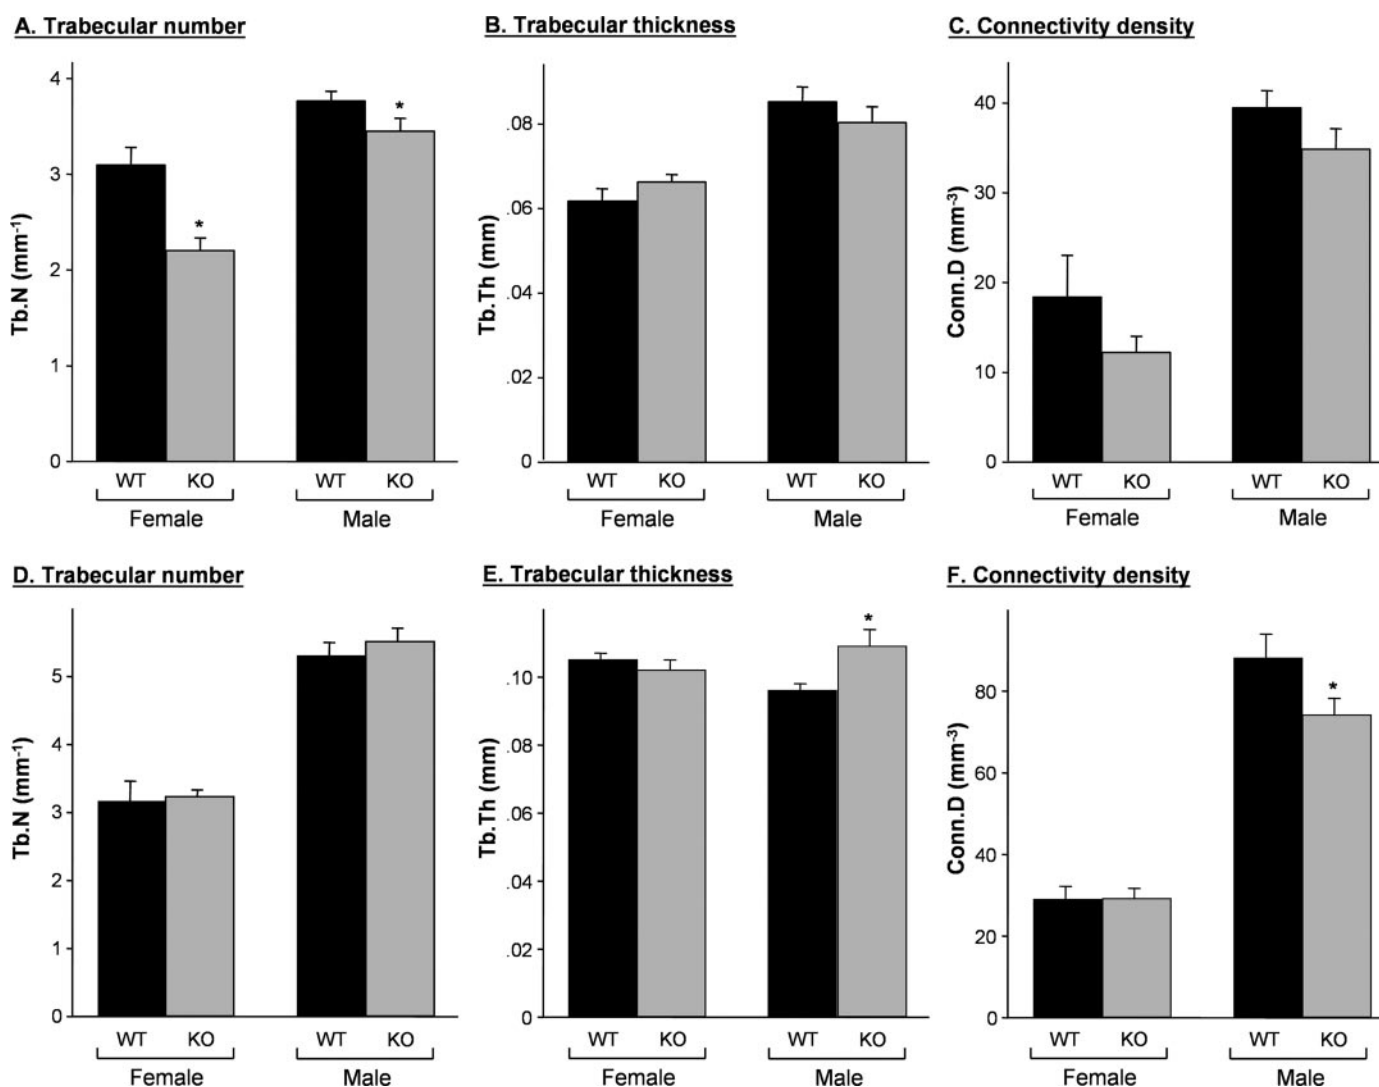 A. Trabecular number
B. Trabecular thickness
C. Connectivity density
Tb.N (mm-1)
4
3
2
1
0
*
*
WT KO WT KO
Female Male
Tb.Th (mm)
.08
.06
.04
.02
0
WT KO WT KO
Female Male
Conn.D (mm-3)
40
30
20
10
0
WT KO WT KO
Female Male
D. Trabecular number
E. Trabecular thickness
F. Connectivity density
Tb.N (mm-1)
5
4
3
2
1
0
WT KO WT KO
Female Male
Tb.Th (mm)
.10
.08
.06
.04
.02
0
*
WT KO WT KO
Female Male
Conn.D (mm-3)
80
60
40
20
0
*
WT KO WT KO
Female Male